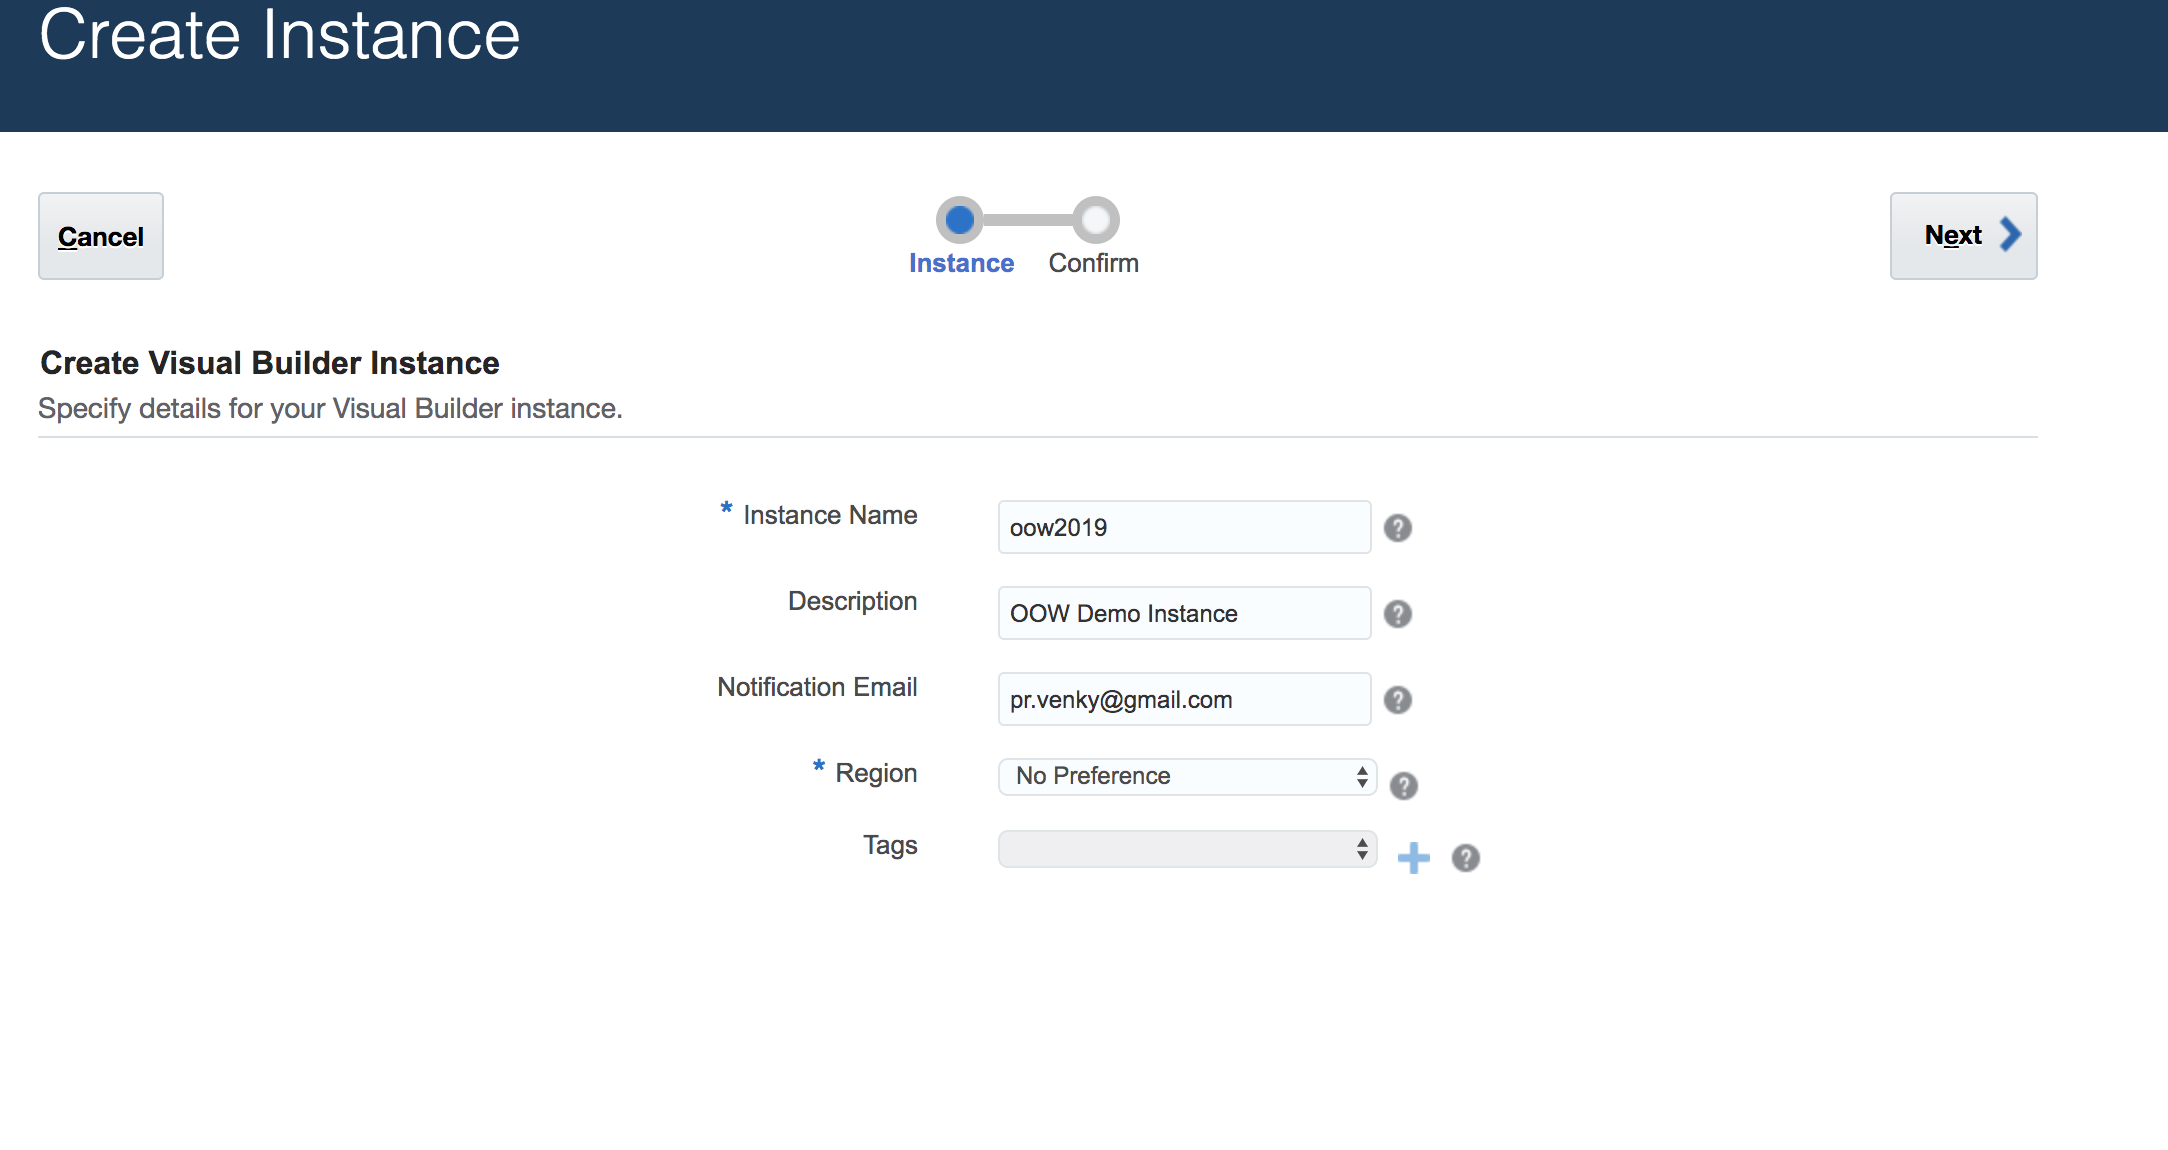 Create Instance
Cancel
Instance Confirm
Next
Create Visual Builder Instance
Specify details for your Visual Builder instance.
* Instance Name oow2019 ?
Description OOW Demo Instance ?
Notification Email pr.venky@gmail.com ?
* Region No Preference ?
Tags ?